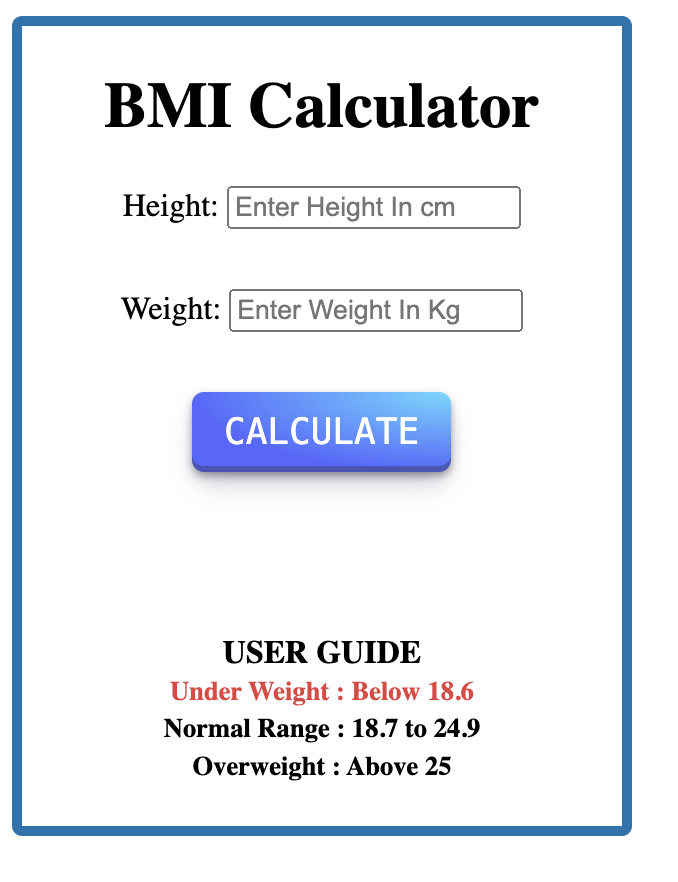 BMI Calculator
Height: Enter Height In cm
Weight: Enter Weight In Kg
CALCULATE
USER GUIDE
Under Weight : Below 18.6
Normal Range : 18.7 to 24.9
Overweight : Above 25